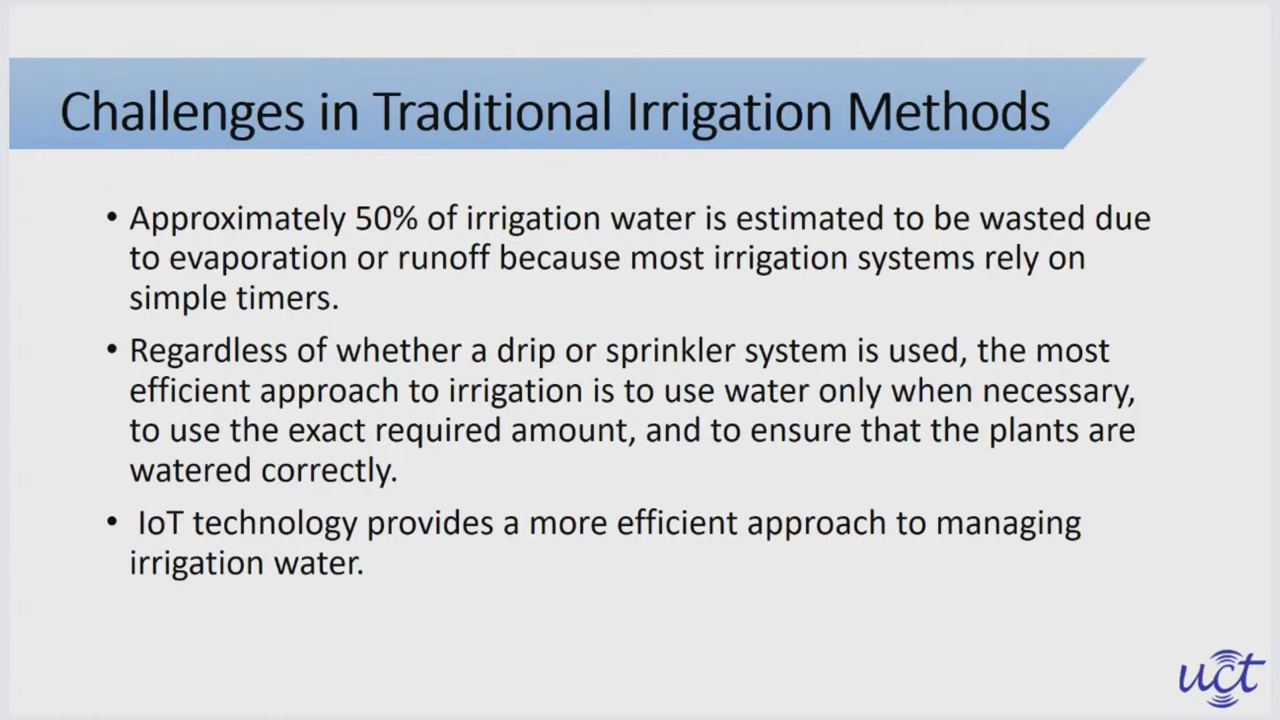 Challenges in Traditional Irrigation Methods
• Approximately 50% of irrigation water is estimated to be wasted due
to evaporation or runoff because most irrigation systems rely on
simple timers.
• Regardless of whether a drip or sprinkler system is used, the most
efficient approach to irrigation is to use water only when necessary,
to use the exact required amount, and to ensure that the plants are
watered correctly.
• IoT technology provides a more efficient approach to managing
irrigation water.
uct